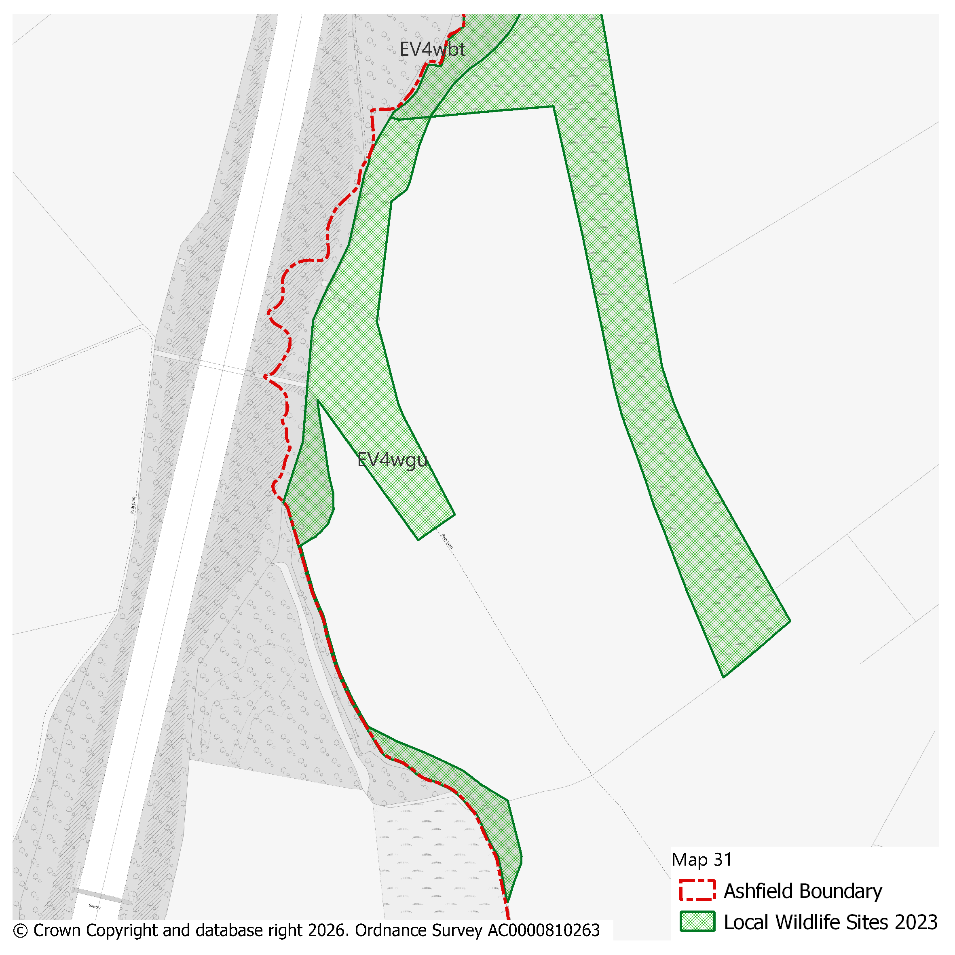 EV4wbt
EV4wgu
Map 31
Ashfield Boundary
Local Wildlife Sites 2023
© Crown Copyright and database right 2026. Ordnance Survey AC0000810263